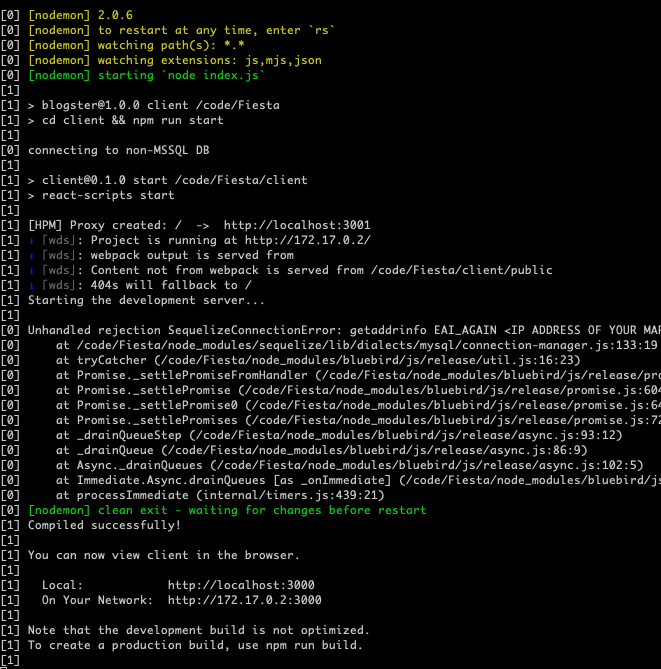 [0] [nodemon] 2.0.6
[0] [nodemon] to restart at any time, enter `rs`
[0] [nodemon] watching path(s): *.*
[0] [nodemon] watching extensions: js,mjs,json
[0] [nodemon] starting `node index.js`
[1]
[1] > blogster@1.0.0 client /code/Fiesta
[1] > cd client && npm run start
[1]
[0] connecting to non-MSSQL DB
[1]
[1] > client@0.1.0 start /code/Fiesta/client
[1] > react-scripts start
[1]
[1] [HPM] Proxy created: /  ->  http://localhost:3001
[1] ℹ ｢wds｣: Project is running at http://172.17.0.2/
[1] ℹ ｢wds｣: webpack output is served from
[1] ℹ ｢wds｣: Content not from webpack is served from /code/Fiesta/client/public
[1] ℹ ｢wds｣: 404s will fallback to /
[1] Starting the development server...
[1]
[0] Unhandled rejection SequelizeConnectionError: getaddrinfo EAI_AGAIN <IP ADDRESS OF YOUR MAR
[0]     at /code/Fiesta/node_modules/sequelize/lib/dialects/mysql/connection-manager.js:133:19
[0]     at tryCatcher (/code/Fiesta/node_modules/bluebird/js/release/util.js:16:23)
[0]     at Promise._settlePromiseFromHandler (/code/Fiesta/node_modules/bluebird/js/release/pro
[0]     at Promise._settlePromise (/code/Fiesta/node_modules/bluebird/js/release/promise.js:604
[0]     at Promise._settlePromise0 (/code/Fiesta/node_modules/bluebird/js/release/promise.js:64
[0]     at Promise._settlePromises (/code/Fiesta/node_modules/bluebird/js/release/promise.js:72
[0]     at _drainQueueStep (/code/Fiesta/node_modules/bluebird/js/release/async.js:93:12)
[0]     at _drainQueue (/code/Fiesta/node_modules/bluebird/js/release/async.js:86:9)
[0]     at Async._drainQueues (/code/Fiesta/node_modules/bluebird/js/release/async.js:102:5)
[0]     at Immediate.Async.drainQueues [as _onImmediate] (/code/Fiesta/node_modules/bluebird/js
[0]     at processImmediate (internal/timers.js:439:21)
[0] [nodemon] clean exit - waiting for changes before restart
[1] Compiled successfully!
[1]
[1] You can now view client in the browser.
[1]
[1]   Local:            http://localhost:3000
[1]   On Your Network:  http://172.17.0.2:3000
[1]
[1] Note that the development build is not optimized.
[1] To create a production build, use npm run build.
[1]